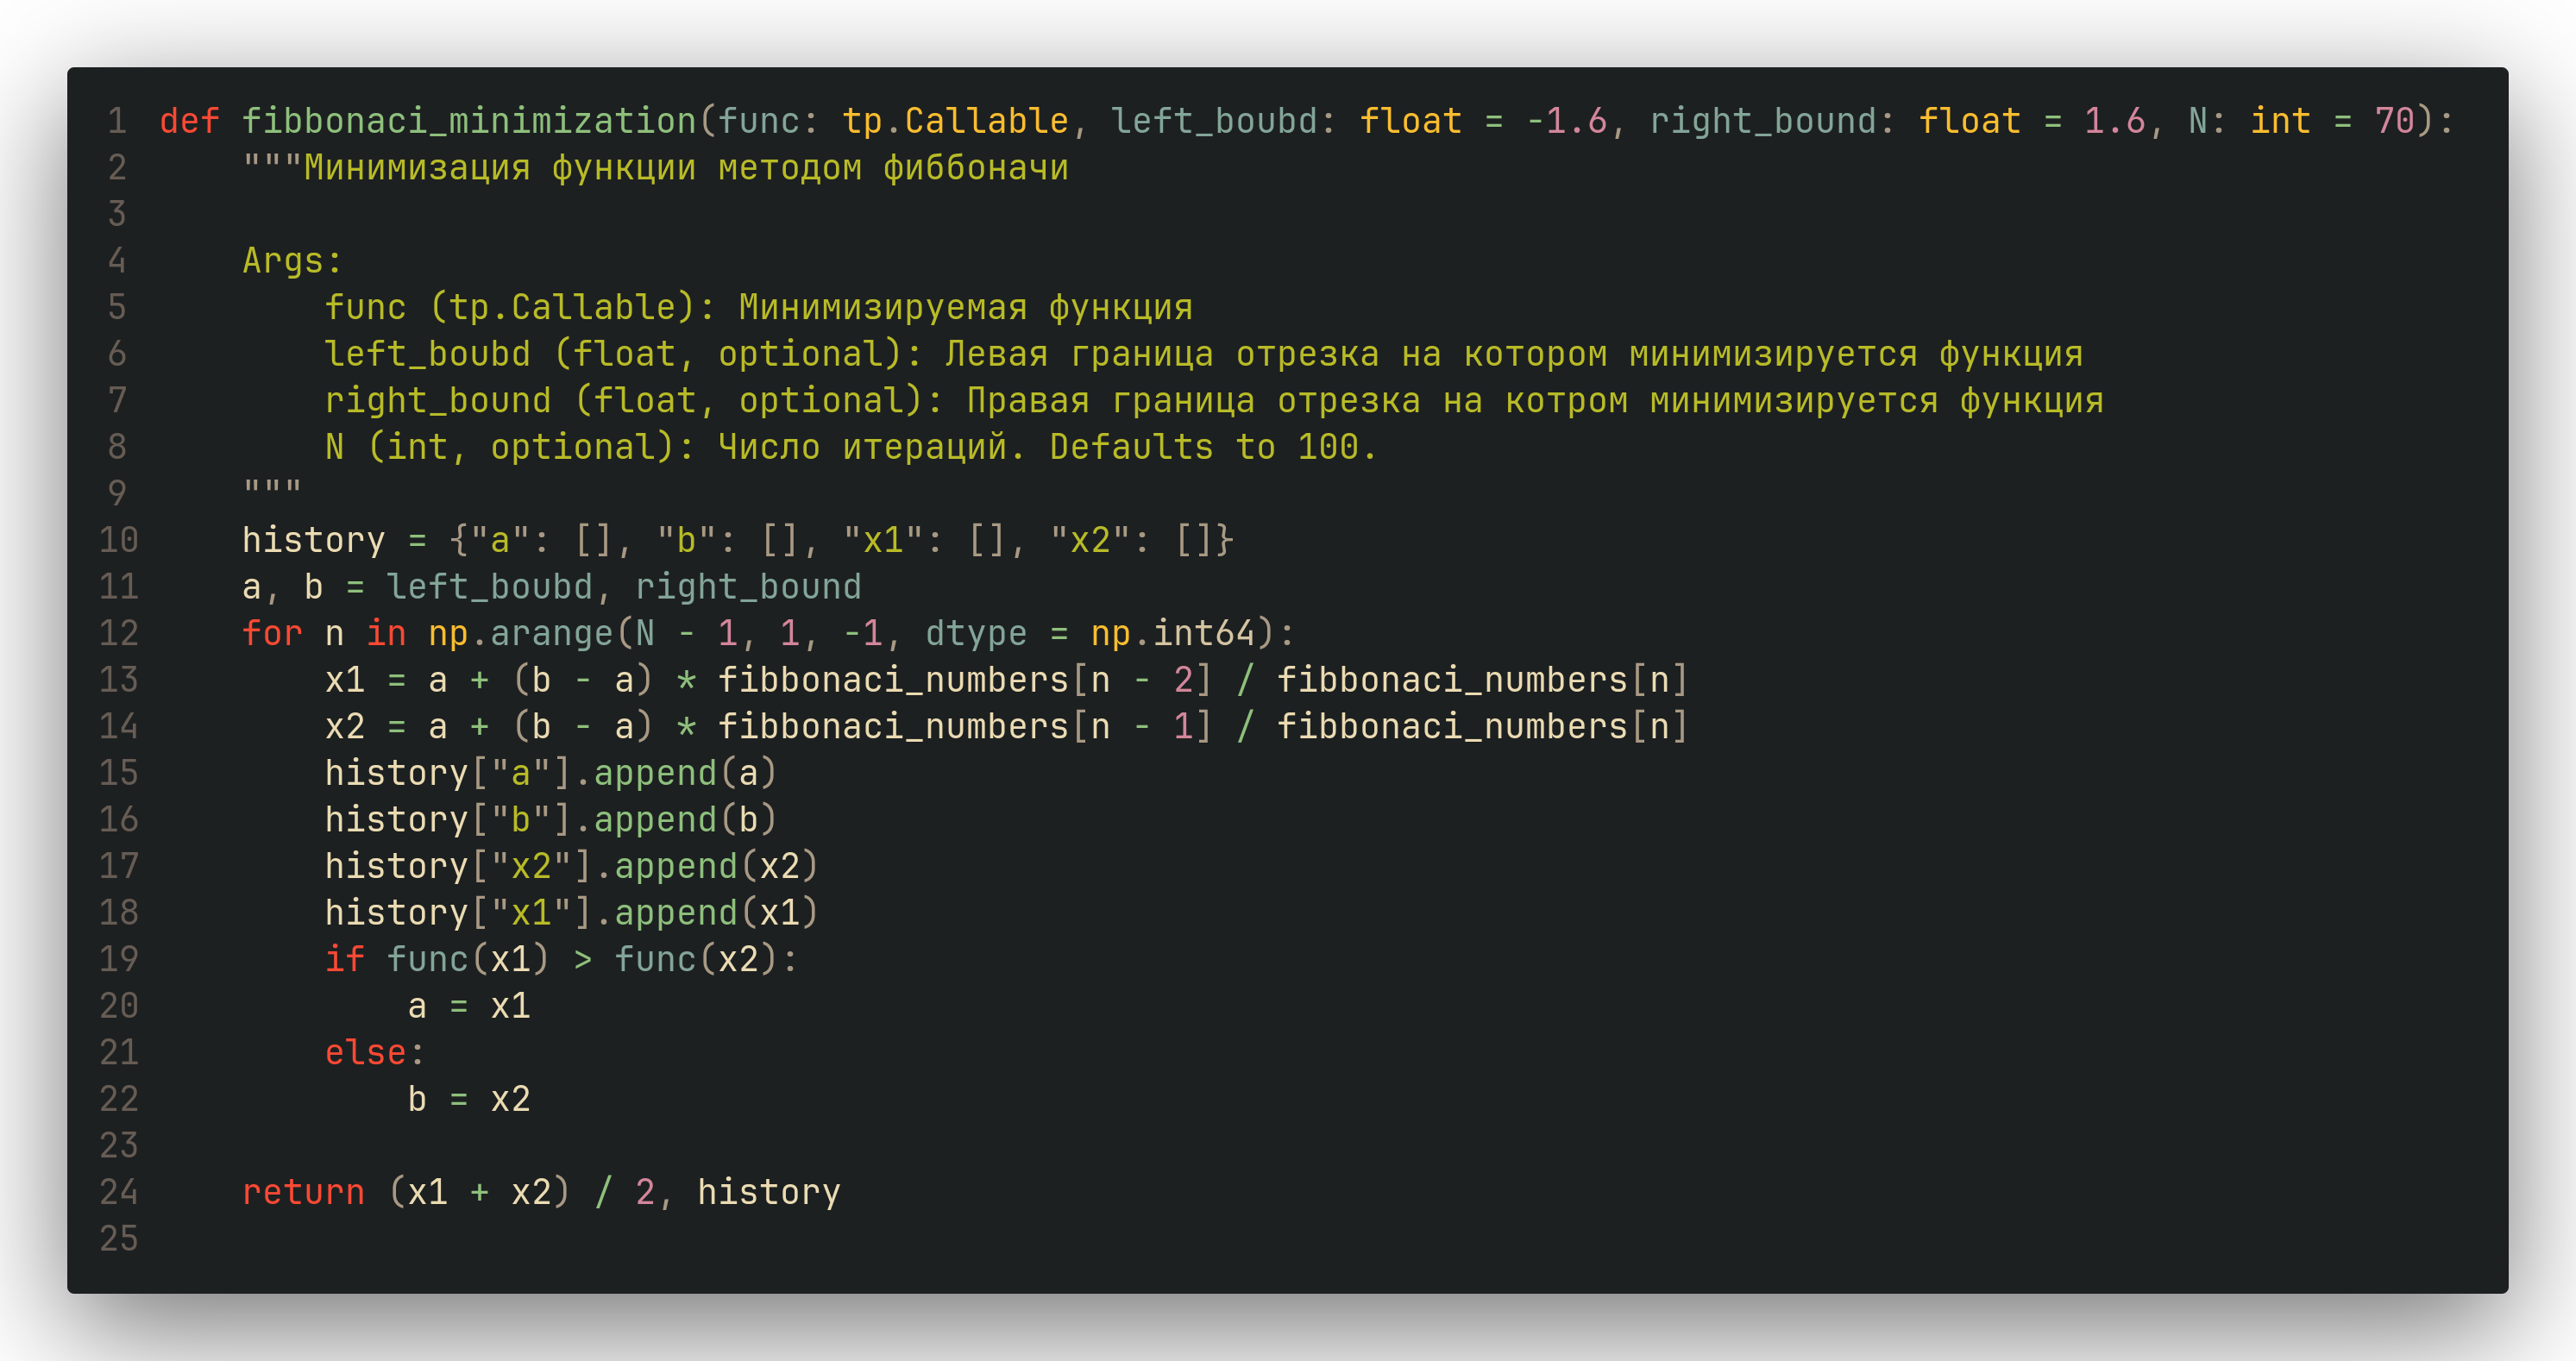 1 def fibbonaci_minimization(func: tp.Callable, left_boubd: float = -1.6, right_bound: float = 1.6, N: int = 70):
2     """Минимизация функции методом фиббоначи
3
4     Args:
5         func (tp.Callable): Минимизируемая функция
6         left_boubd (float, optional): Левая граница отрезка на котором минимизируется функция
7         right_bound (float, optional): Правая граница отрезка на котром минимизируется функция
8         N (int, optional): Число итераций. Defaults to 100.
9     """
10     history = {"a": [], "b": [], "x1": [], "x2": []}
11     a, b = left_boubd, right_bound
12     for n in np.arange(N - 1, 1, -1, dtype = np.int64):
13         x1 = a + (b - a) * fibbonaci_numbers[n - 2] / fibbonaci_numbers[n]
14         x2 = a + (b - a) * fibbonaci_numbers[n - 1] / fibbonaci_numbers[n]
15         history["a"].append(a)
16         history["b"].append(b)
17         history["x2"].append(x2)
18         history["x1"].append(x1)
19         if func(x1) > func(x2):
20             a = x1
21         else:
22             b = x2
23
24     return (x1 + x2) / 2, history
25